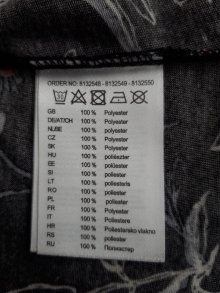 ORDER NO: 8132548 - 8132549 - 8132550
GB 100 % Polyester
DE/AT/CH 100 % Polyester
NL/BE 100 % Polyester
CZ 100 % Polyester
SK 100 % Polyester
HU 100 % poliészter
EE 100 % polüester
SI 100 % poliester
LT 100 % poliesteris
RO 100 % poliester
PL 100 % poliester
FR 100 % Polyester
IT 100 % Poliestere
HR 100 % Poliestersko vlakno
RS 100 % Poliester
RU 100 % Полиэстер